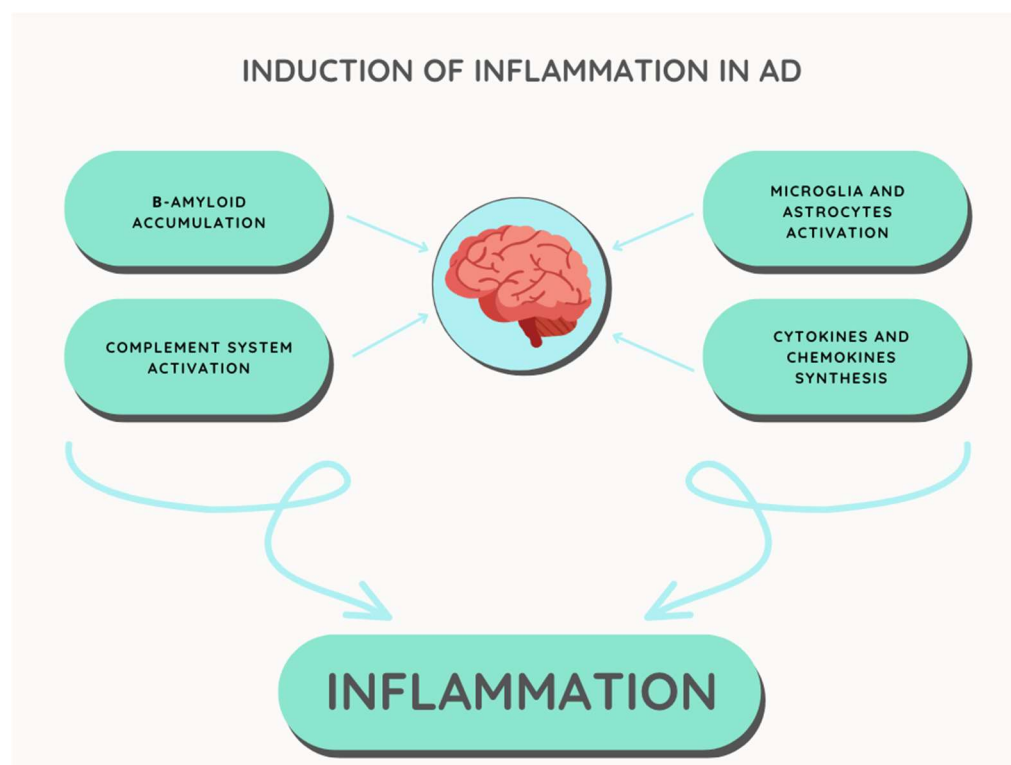 INDUCTION OF INFLAMMATION IN AD
B-AMYLOID
ACCUMULATION
MICROGLIA AND
ASTROCYTES
ACTIVATION
COMPLEMENT SYSTEM
ACTIVATION
CYTOKINES AND
CHEMOKINES
SYNTHESIS
INFLAMMATION